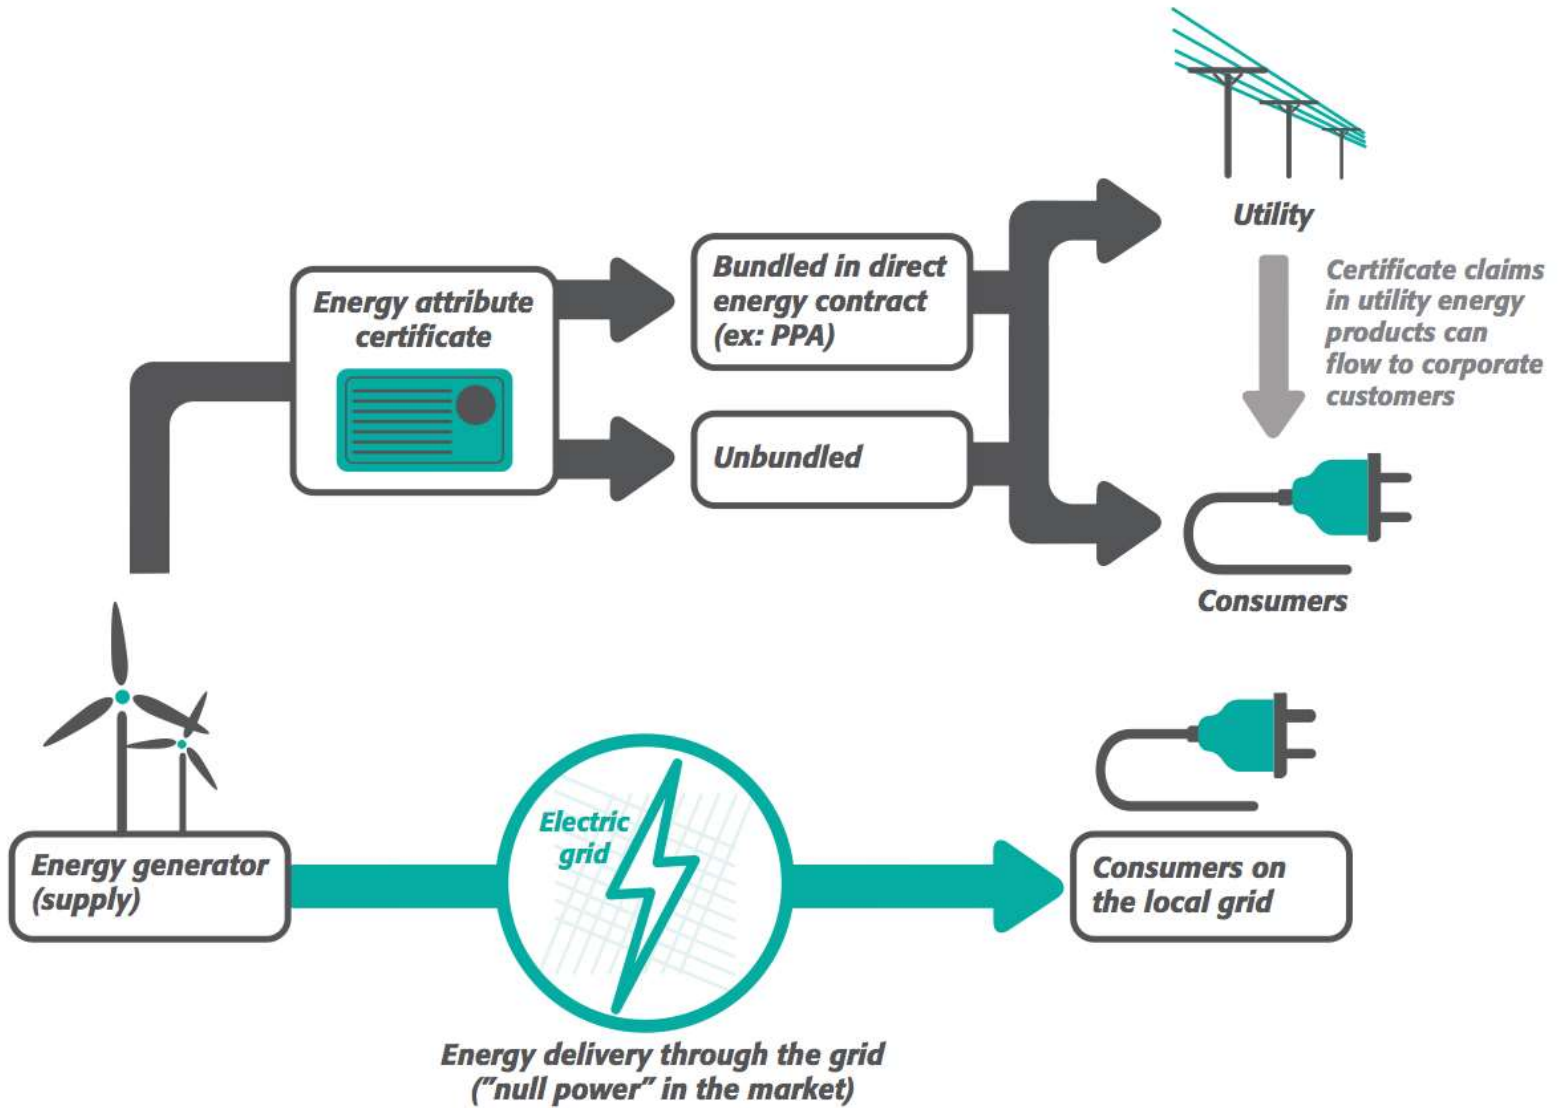 Utility
Certificate claims
in utility energy
products can
flow to corporate
customers
Energy attribute
certificate
Bundled in direct
energy contract
(ex: PPA)
Unbundled
Consumers
Energy generator
(supply)
Electric
grid
Consumers on
the local grid
Energy delivery through the grid
("null power" in the market)